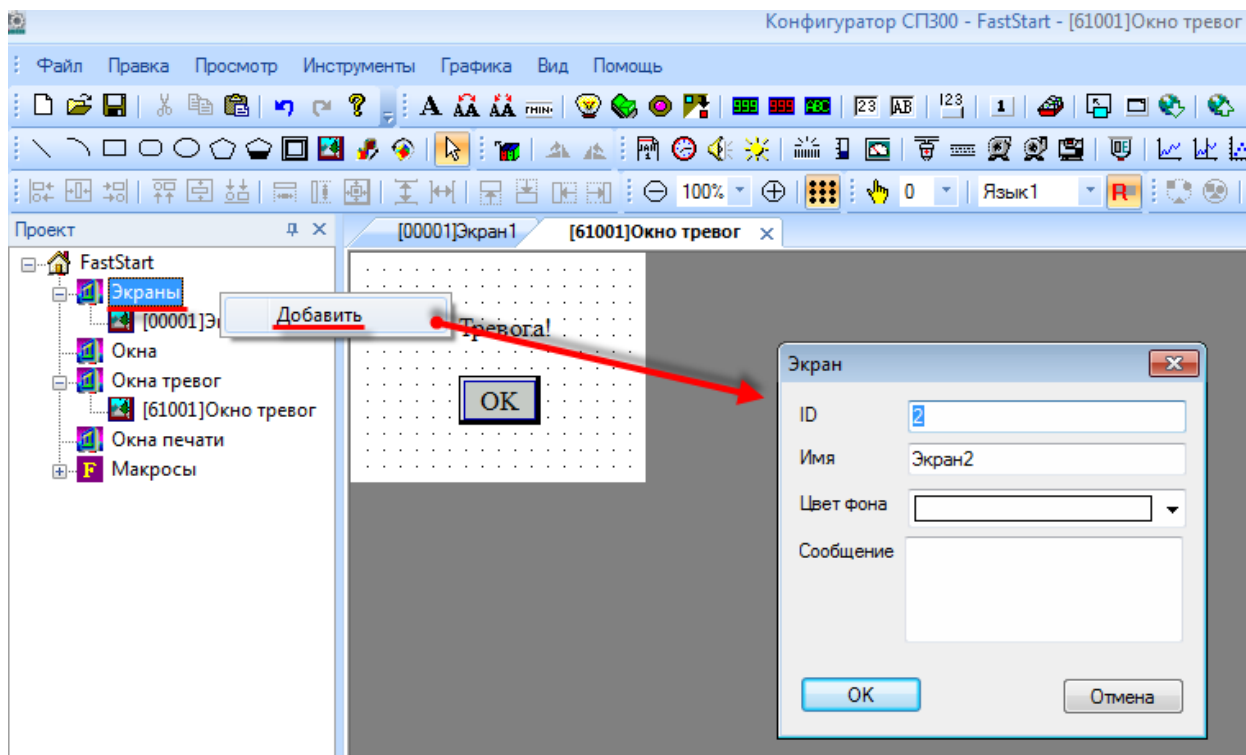 Конфигуратор СП300 - FastStart - [61001]Окно тревог
Файл Правка Просмотр Инструменты Графика Вид Помощь
100% 0 Язык1 R
Проект
[00001]Экран1 [61001]Окно тревог
FastStart
Экраны
[00001]Э
Добавить
Окна
Окна тревог
[61001]Окно тревог
Окна печати
Макросы
Тревога!
OK
Экран
ID 2
Имя Экран2
Цвет фона
Сообщение
OK Отмена